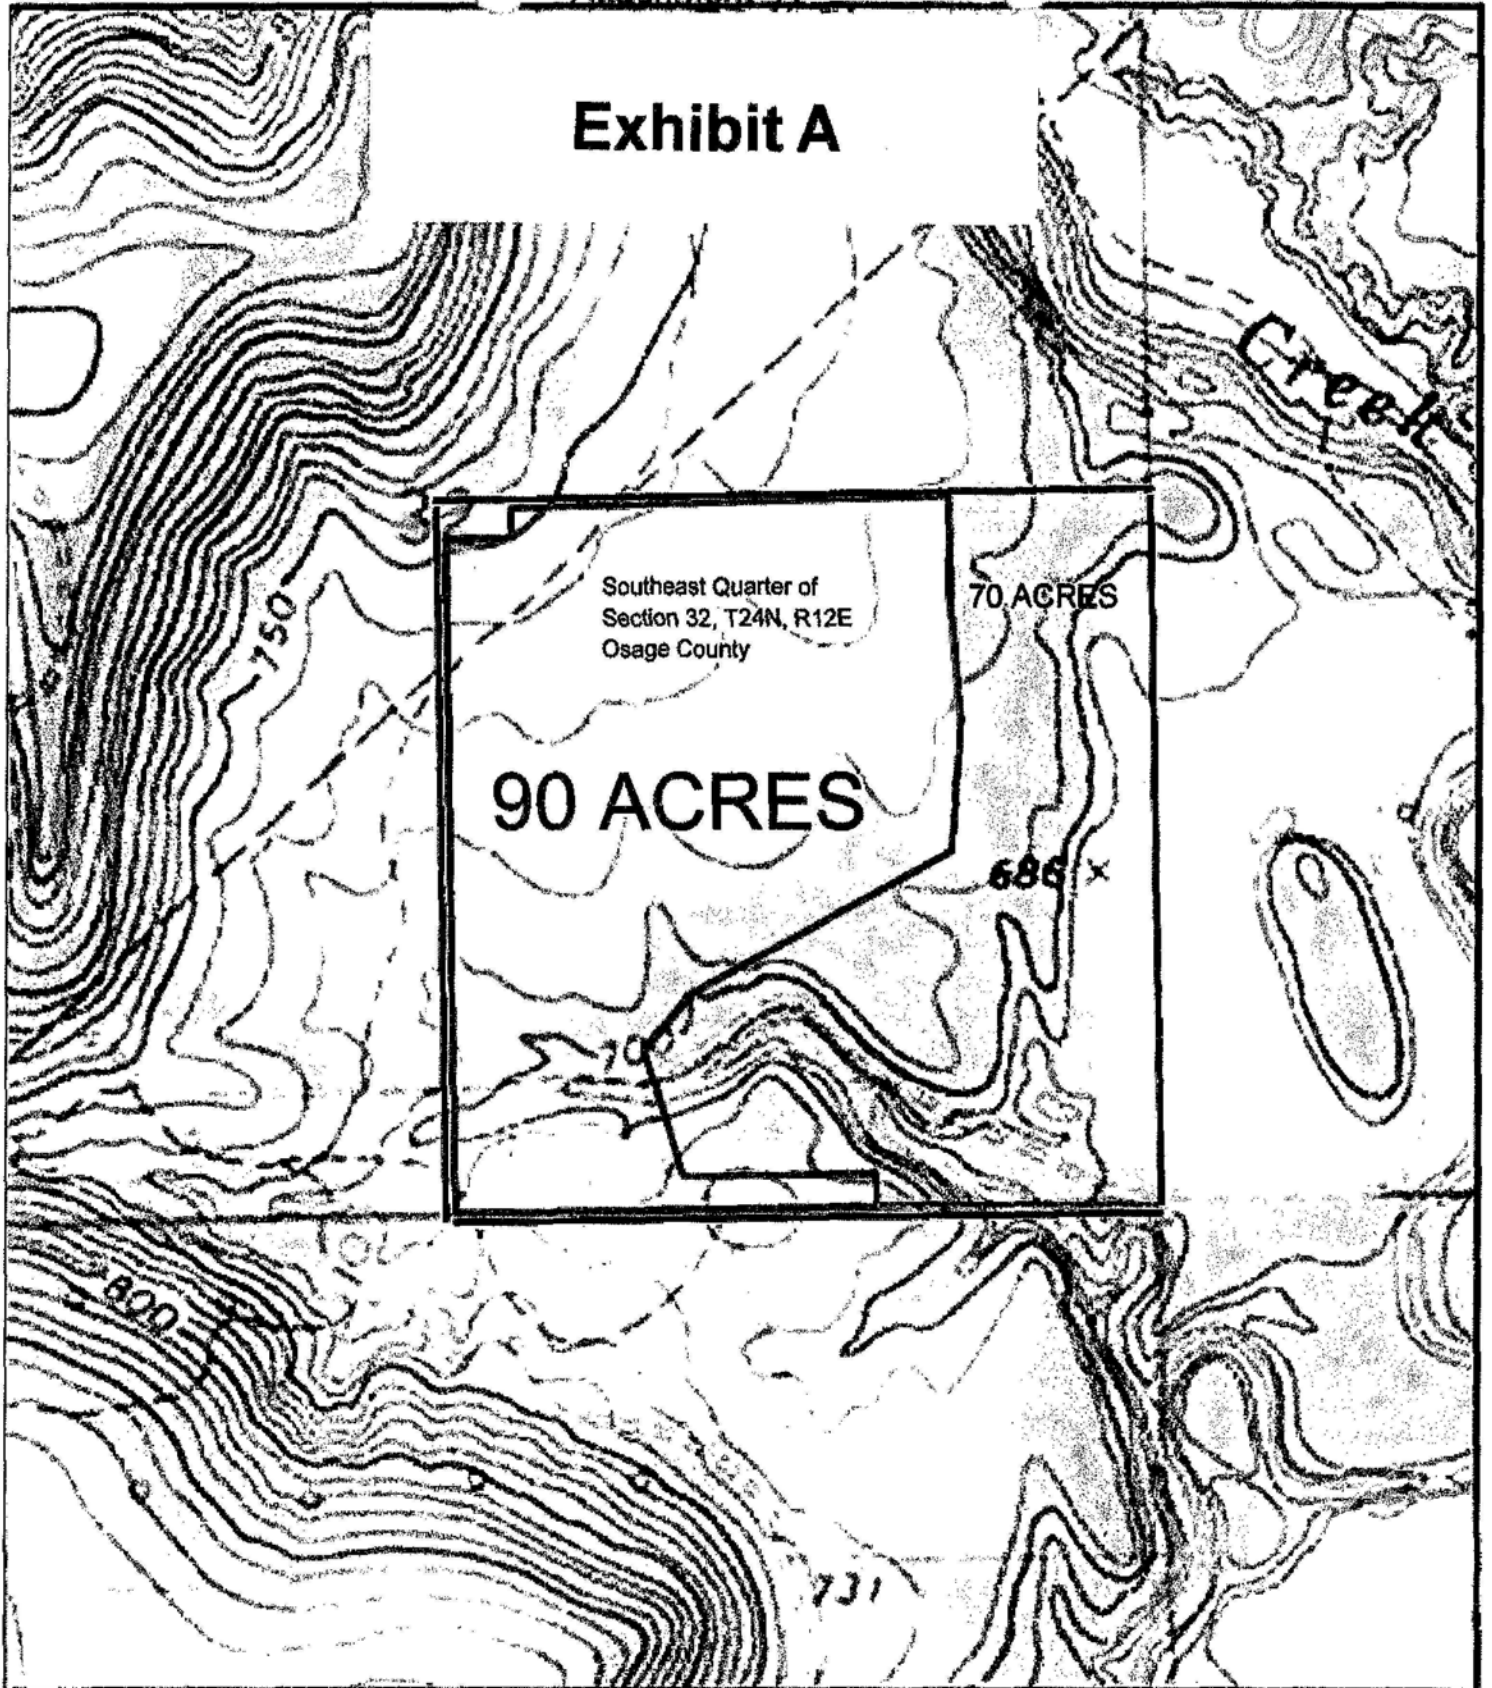 Exhibit A
Creek
Southeast Quarter of
Section 32, T24N, R12E
Osage County
70 ACRES
750
90 ACRES
686 ×
700
800
731